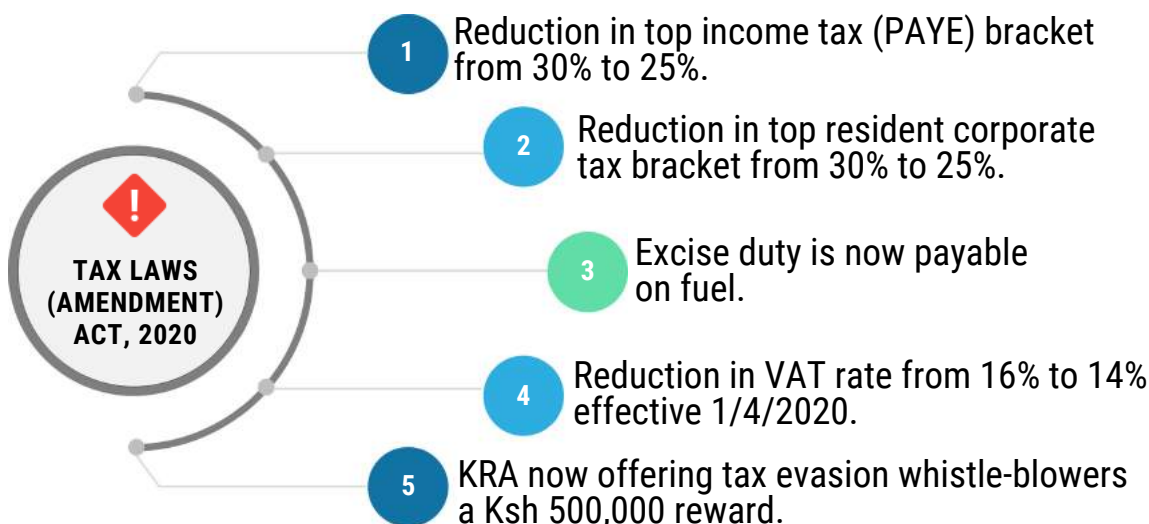 1
Reduction in top income tax (PAYE) bracket
from 30% to 25%.
2
Reduction in top resident corporate
tax bracket from 30% to 25%.
!
TAX LAWS
(AMENDMENT)
ACT, 2020
3
Excise duty is now payable
on fuel.
4
Reduction in VAT rate from 16% to 14%
effective 1/4/2020.
5
KRA now offering tax evasion whistle-blowers
a Ksh 500,000 reward.